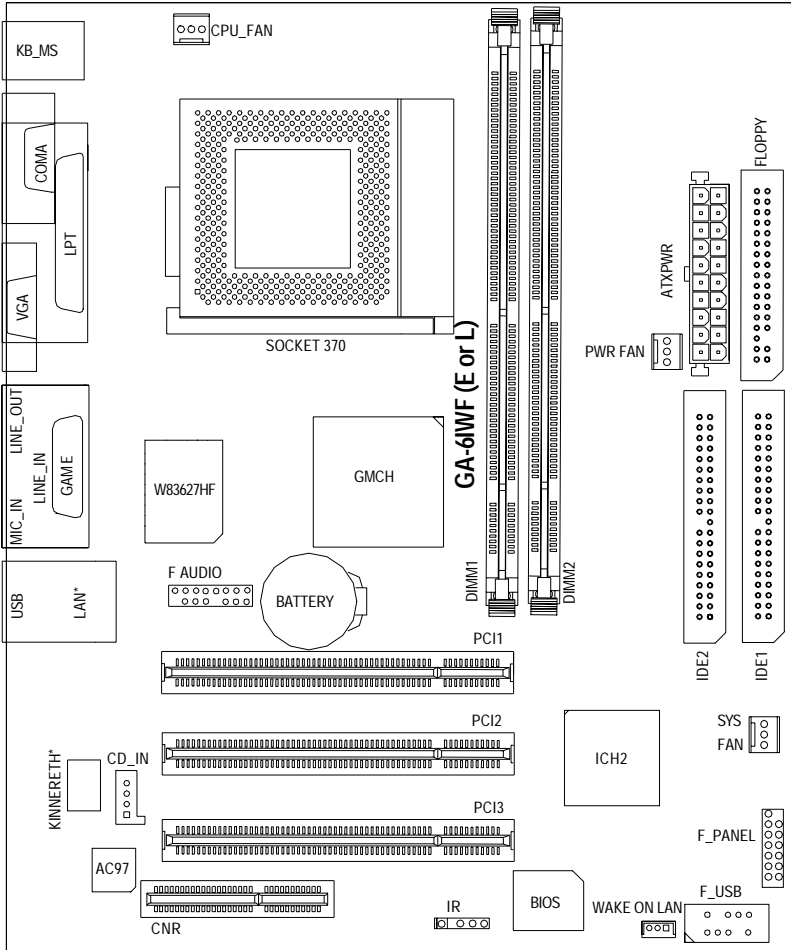 CPU_FAN
KB_MS
COMA
LPT
VGA
FLOPPY
ATXPWR
SOCKET 370
PWR FAN
GA-6IWF (E or L)
LINE_OUT
MIC_IN
LINE_IN
GAME
W83627HF
GMCH
F AUDIO
BATTERY
DIMM1
DIMM2
USB
LAN*
IDE2
IDE1
PCI1
PCI2
SYS
FAN
ICH2
KINNERETH*
CD_IN
PCI3
F_PANEL
AC97
CNR
IR
BIOS
WAKE ON LAN
F_USB